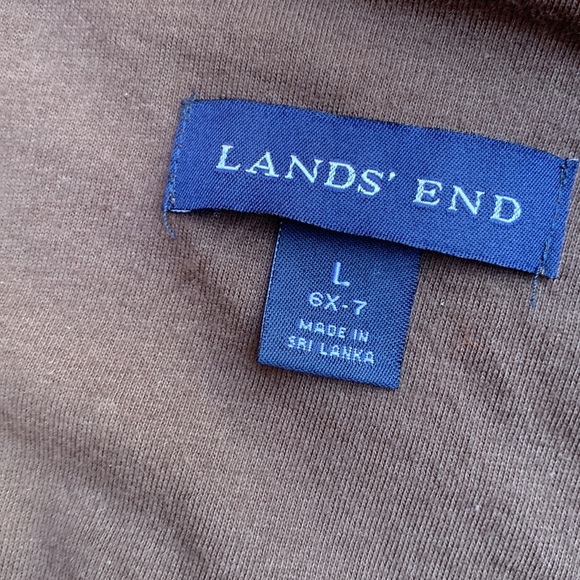 LANDS' END
L
6X-7
MADE IN
SRI LANKA